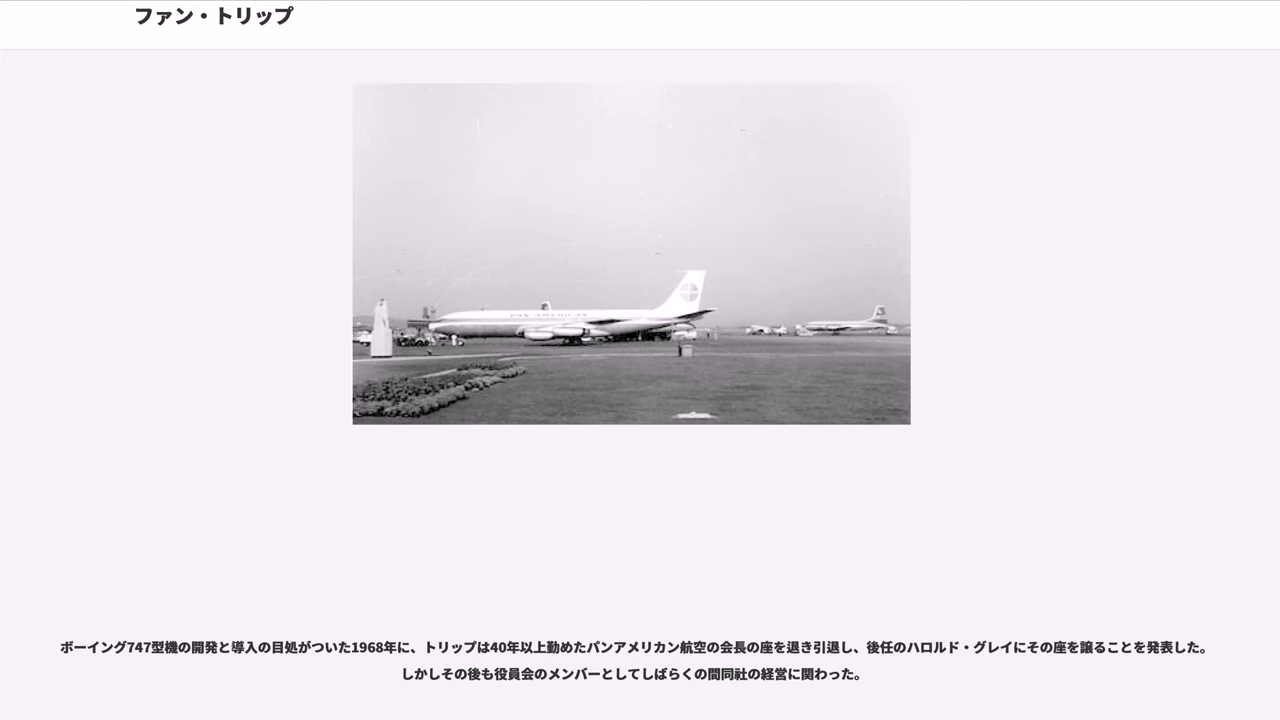 ファン・トリップ
PAN AMERICAN
ボーイング747型機の開発と導入の目処がついた1968年に、トリップは40年以上勤めたパンアメリカン航空の会長の座を退き引退し、後任のハロルド・グレイにその座を譲ることを発表した。
しかしその後も役員会のメンバーとしてしばらくの間同社の経営に関わった。